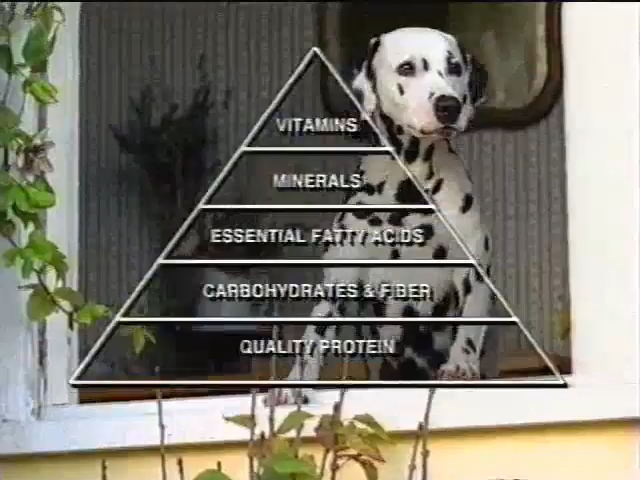 VITAMINS
MINERALS
ESSENTIAL FATTY ACIDS
CARBOHYDRATES & FIBER
QUALITY PROTEIN